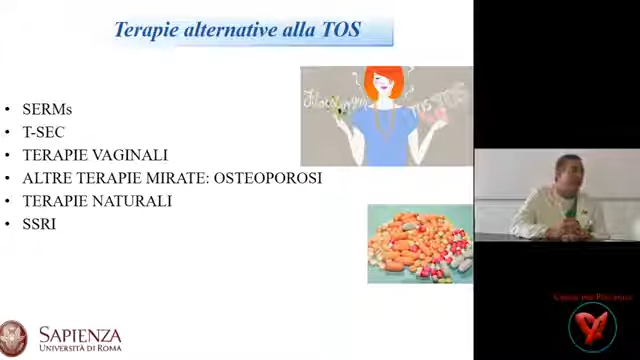 Terapie alternative alla TOS
SERMs
T-SEC
TERAPIE VAGINALI
ALTRE TERAPIE MIRATE: OSTEOPOROSI
TERAPIE NATURALI
SSRI
TOS
SAPIENZA
UNIVERSITÀ DI ROMA